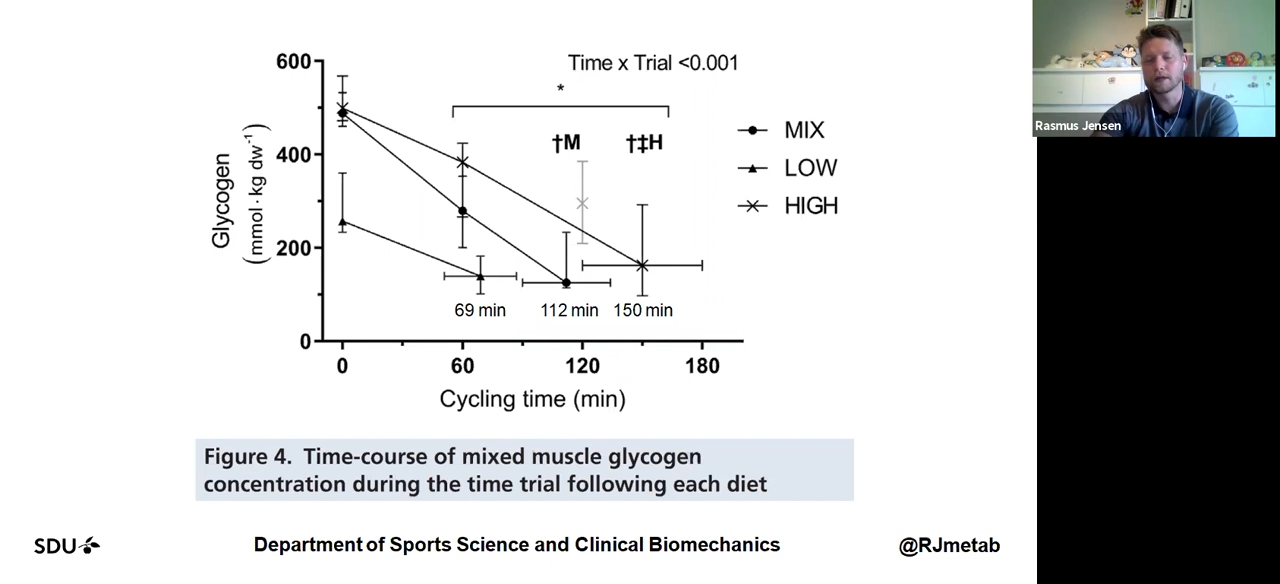 Time x Trial <0.001
*
†M
†‡H
MIX
LOW
HIGH
Glycogen
(mmol·kg dw⁻¹)
600
400
200
0
69 min
112 min
150 min
0
60
120
180
Cycling time (min)
Figure 4. Time-course of mixed muscle glycogen
concentration during the time trial following each diet
SDU
Department of Sports Science and Clinical Biomechanics
@RJmetab
Rasmus Jensen